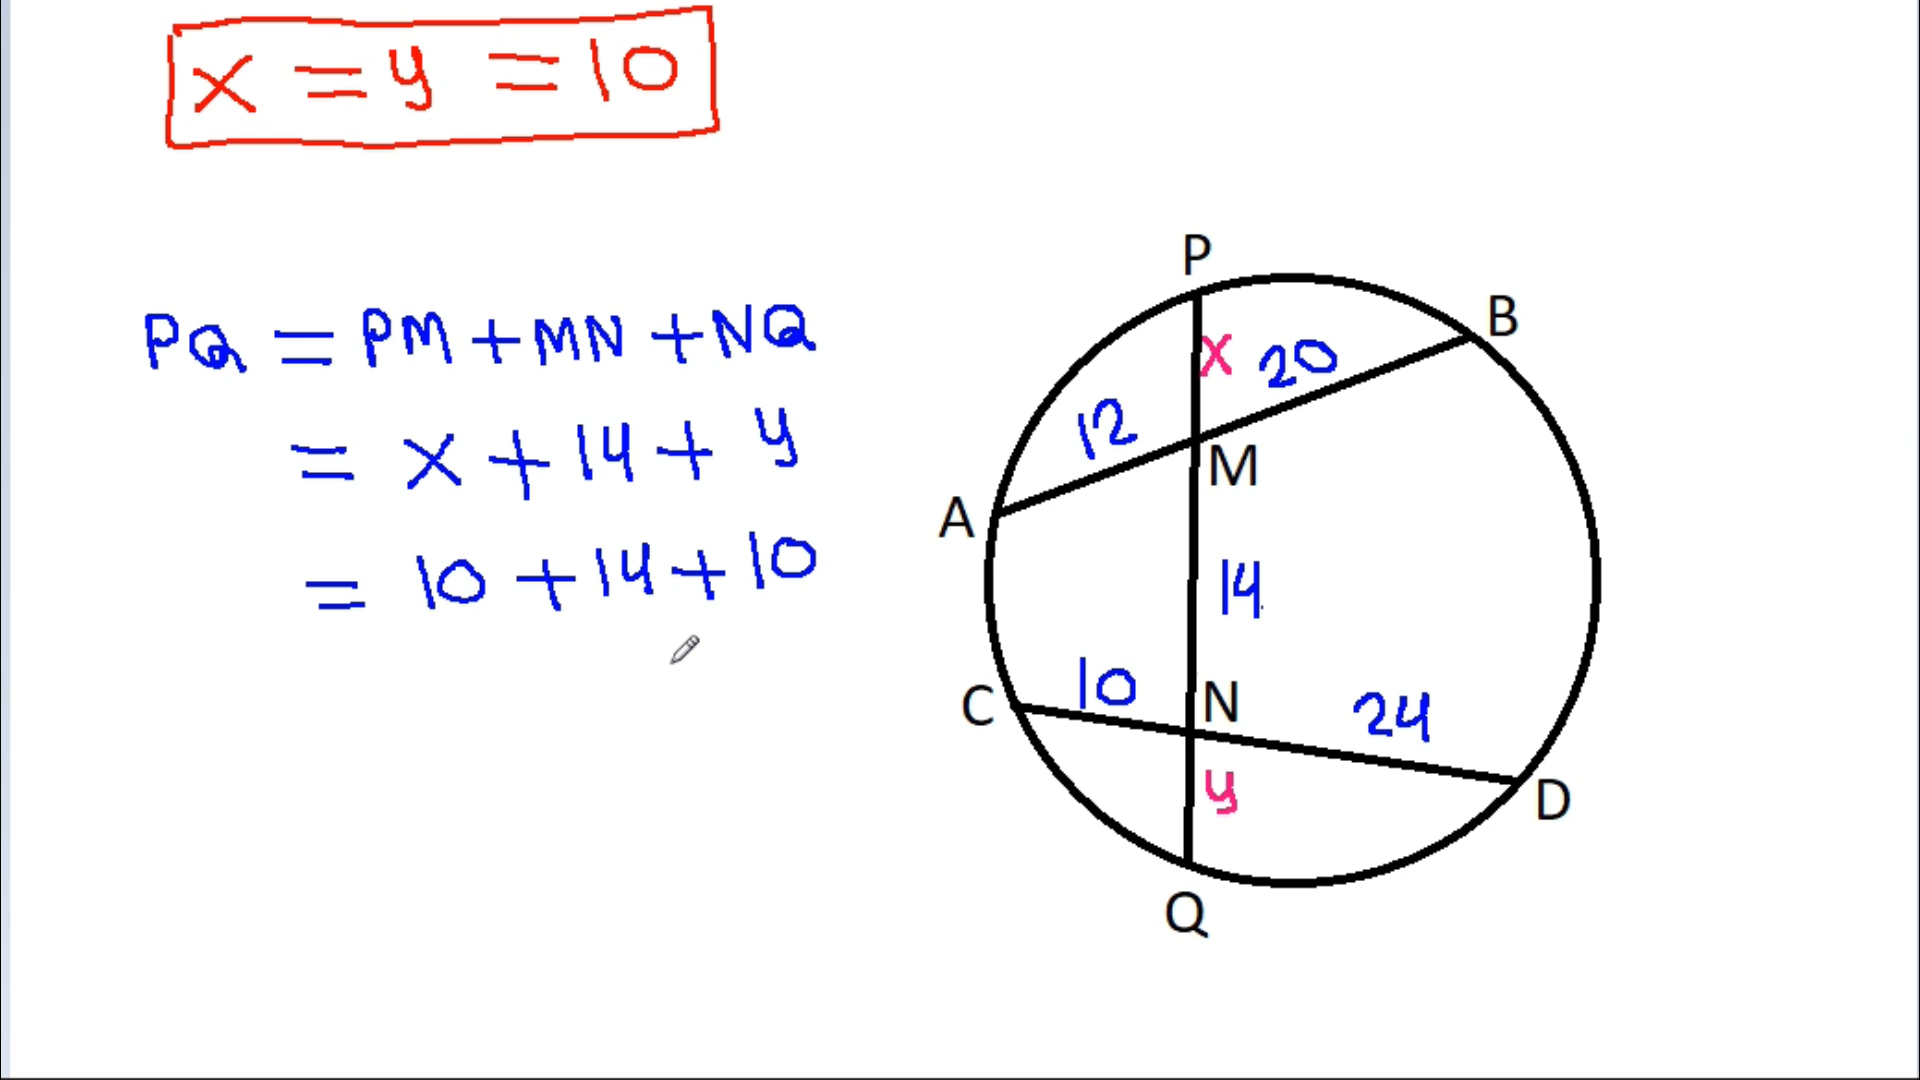 x = y = 10
PQ = PM + MN + NQ
= x + 14 + y
= 10 + 14 + 10
P
B
x
20
12
M
A
14
C
10
N
24
y
D
Q